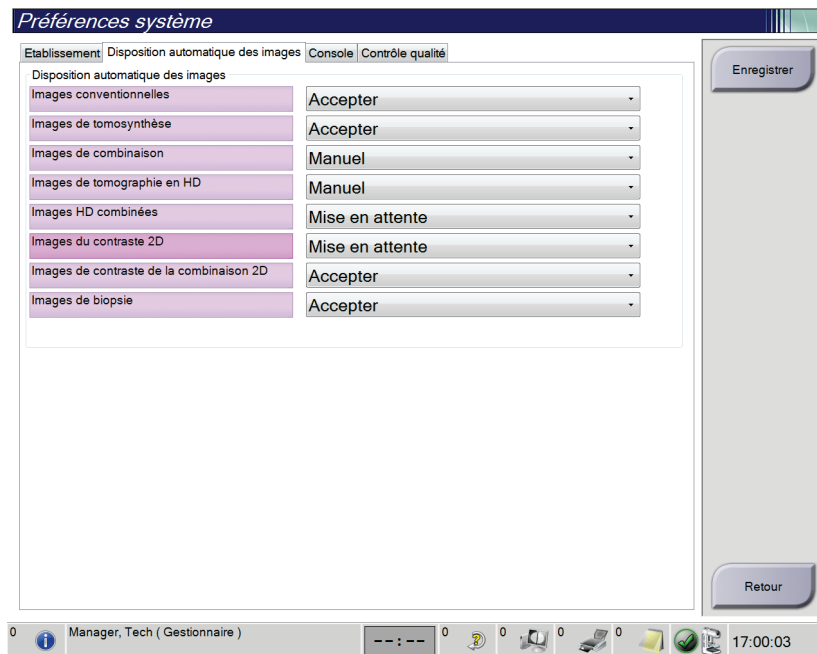 Préférences système
Etablissement Disposition automatique des images Console Contrôle qualité
Disposition automatique des images
Images conventionnelles Accepter
Images de tomosynthèse Accepter
Images de combinaison Manuel
Images de tomographie en HD Manuel
Images HD combinées Mise en attente
Images du contraste 2D Mise en attente
Images de contraste de la combinaison 2D Accepter
Images de biopsie Accepter
Enregistrer
Retour
0 Manager, Tech ( Gestionnaire ) --:-- 0 0 0 0 17:00:03